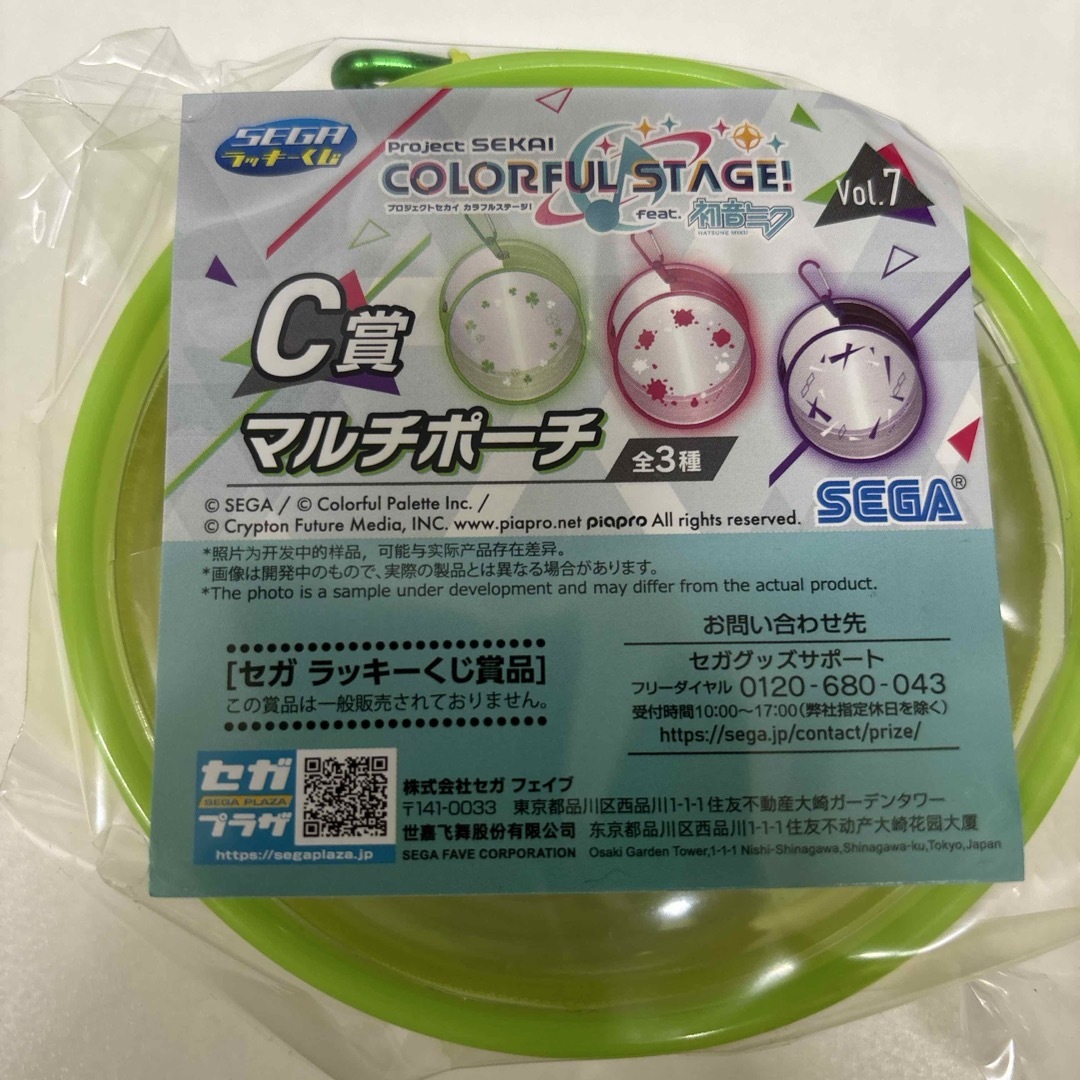 SEGA
ラッキーくじ
Project SEKAI
COLORFUL STAGE!
プロジェクトセカイ カラフルステージ!
feat. 初音ミク
HATSUNE MIKU
Vol.7
C賞
マルチポーチ
全3種
© SEGA / © Colorful Palette Inc. /
© Crypton Future Media, INC. www.piapro.net piapro All rights reserved.
SEGA®
*照片为开发中的样品，可能与实际产品存在差异。
*画像は開発中のもので、実際の製品とは異なる場合があります。
*The photo is a sample under development and may differ from the actual product.
[セガ ラッキーくじ賞品]
この賞品は一般販売されておりません。
お問い合わせ先
セガグッズサポート
フリーダイヤル 0120-680-043
受付時間10:00～17:00(弊社指定休日を除く)
https://sega.jp/contact/prize/
セガ
SEGA PLAZA
プラザ
https://segaplaza.jp
株式会社セガ フェイブ
〒141-0033 東京都品川区西品川1-1-1住友不動産大崎ガーデンタワー
世嘉飞舞股份有限公司 东京都品川区西品川1-1-1住友不动产大崎花园大厦
SEGA FAVE CORPORATION Osaki Garden Tower,1-1-1 Nishi-Shinagawa,Shinagawa-ku,Tokyo,Japan